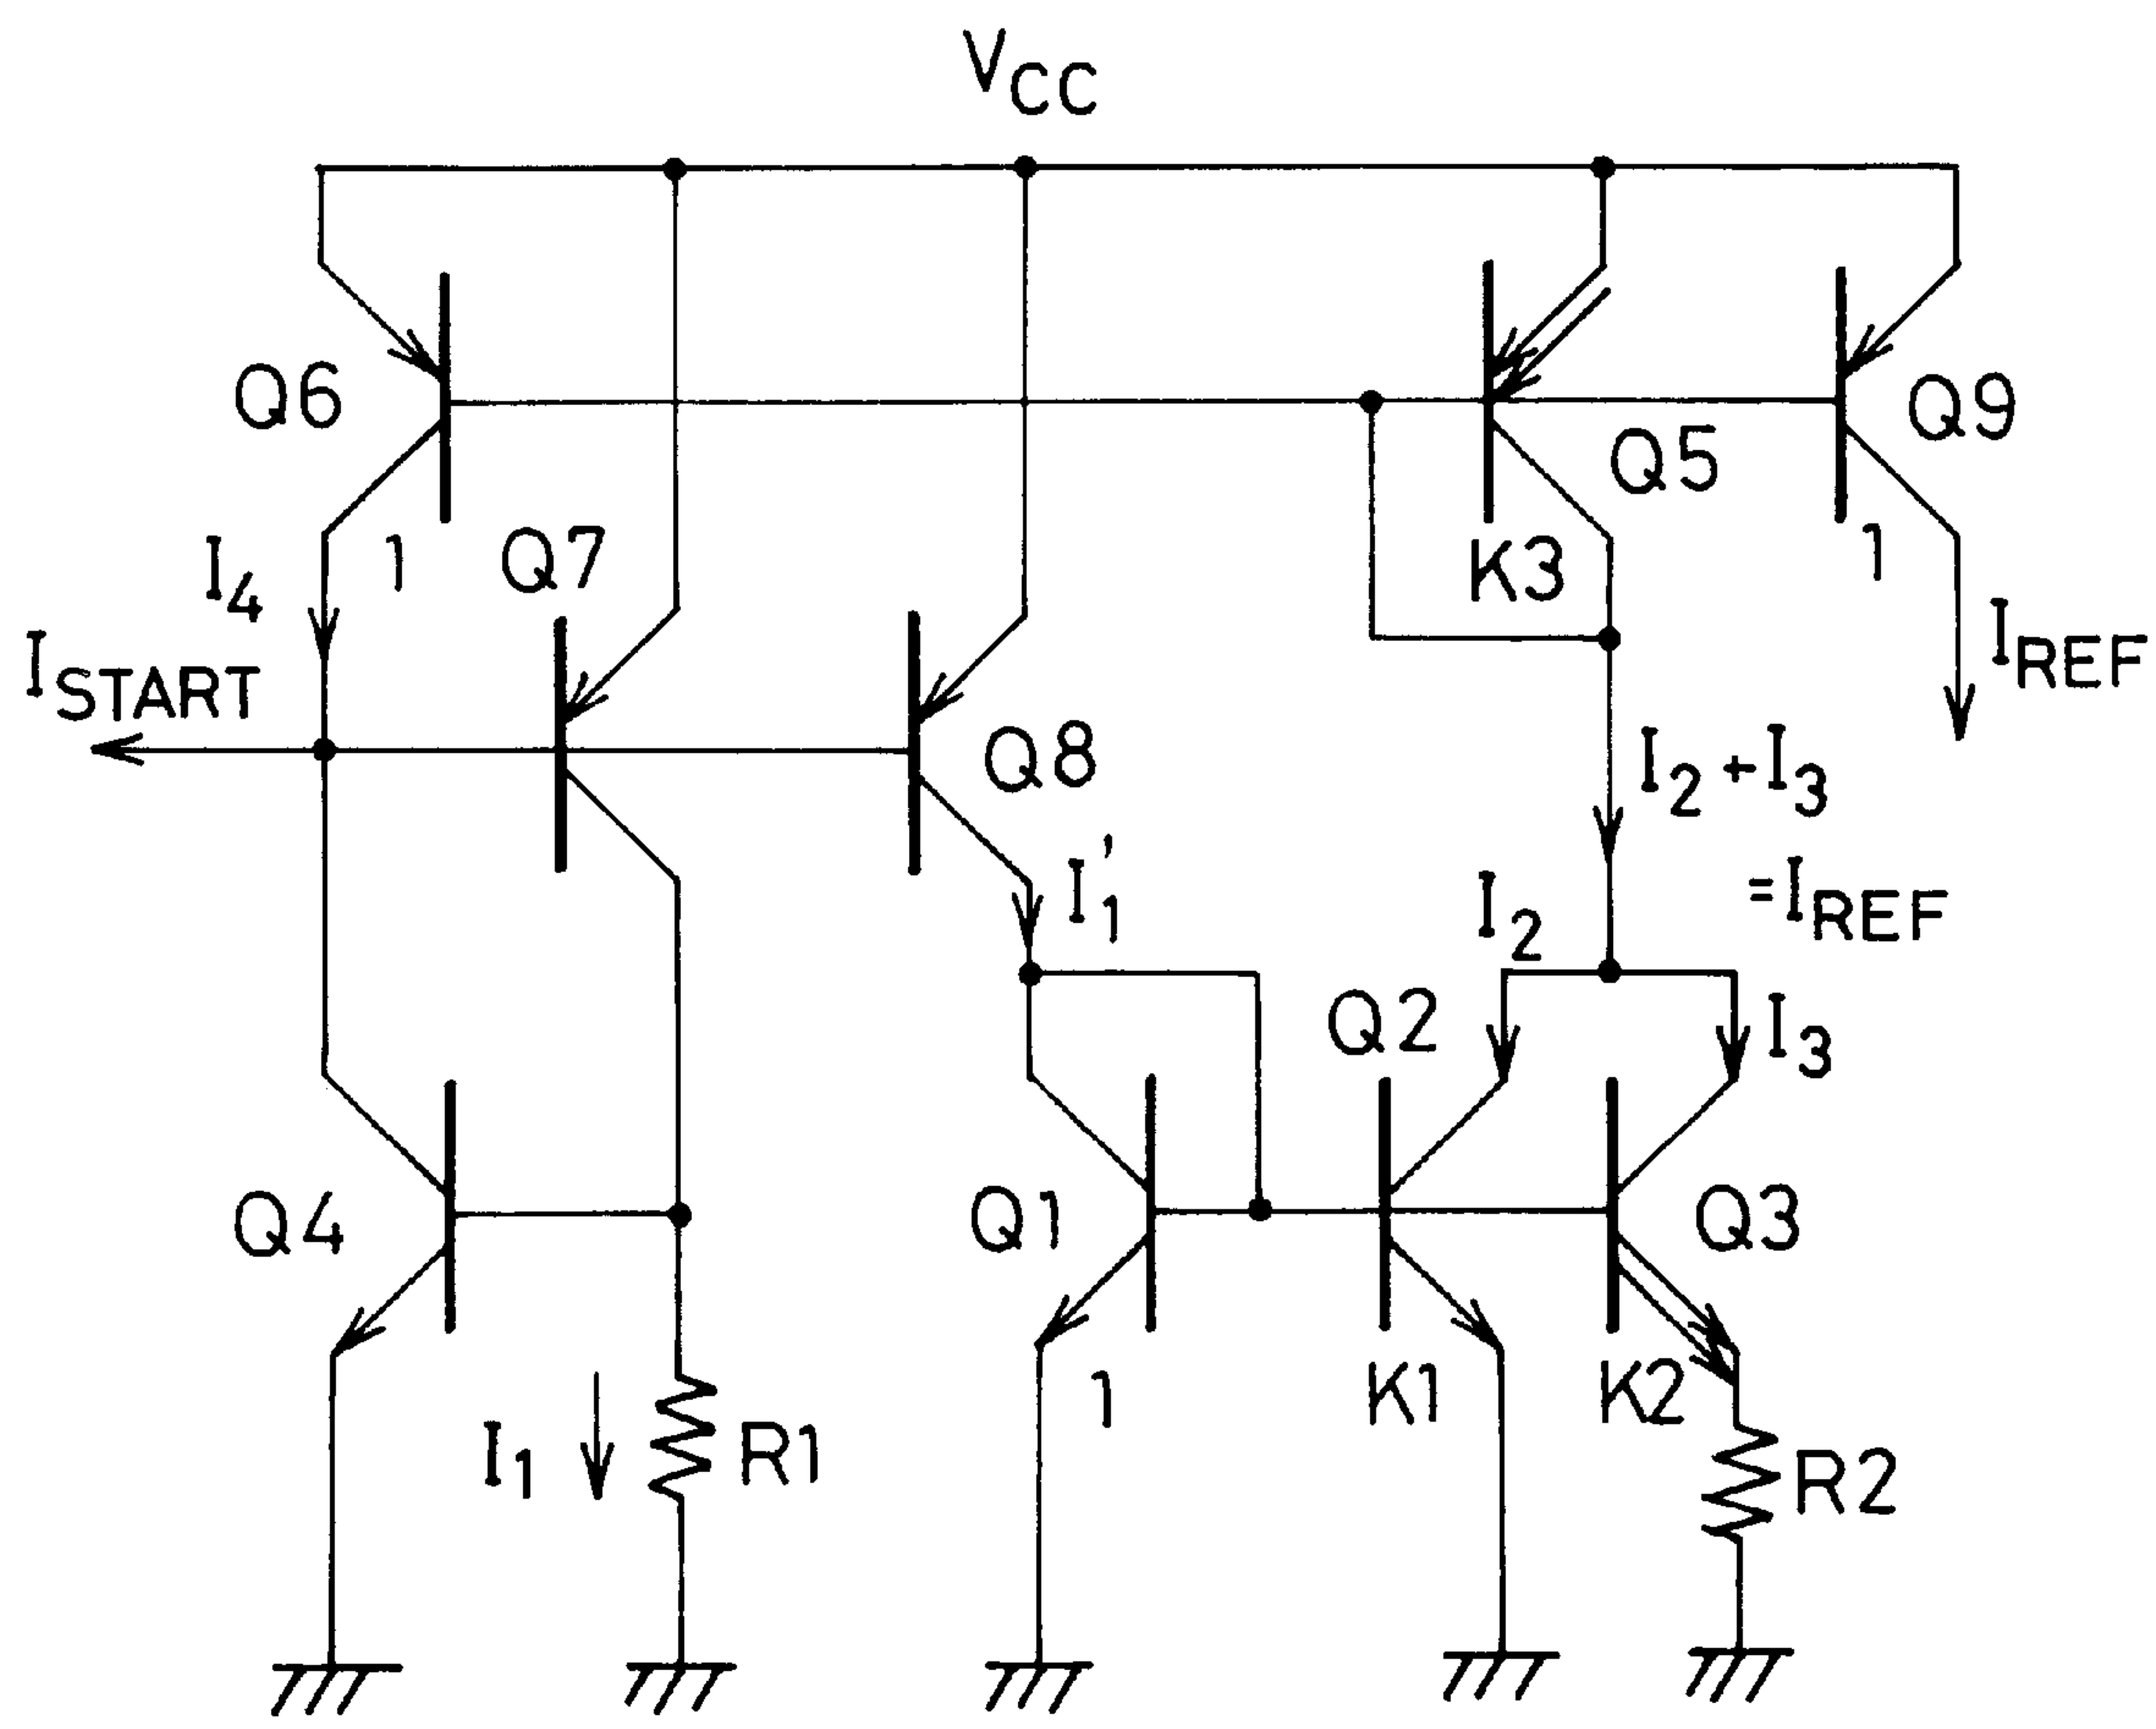 VCC
Q6
Q9
Q5
1
Q7
K3
1
I4
ISTART
IREF
Q8
I2+I3
=IREF
I1'
I2
Q2
I3
Q4
Q1
Q3
1
K1
K2
I1
R1
R2